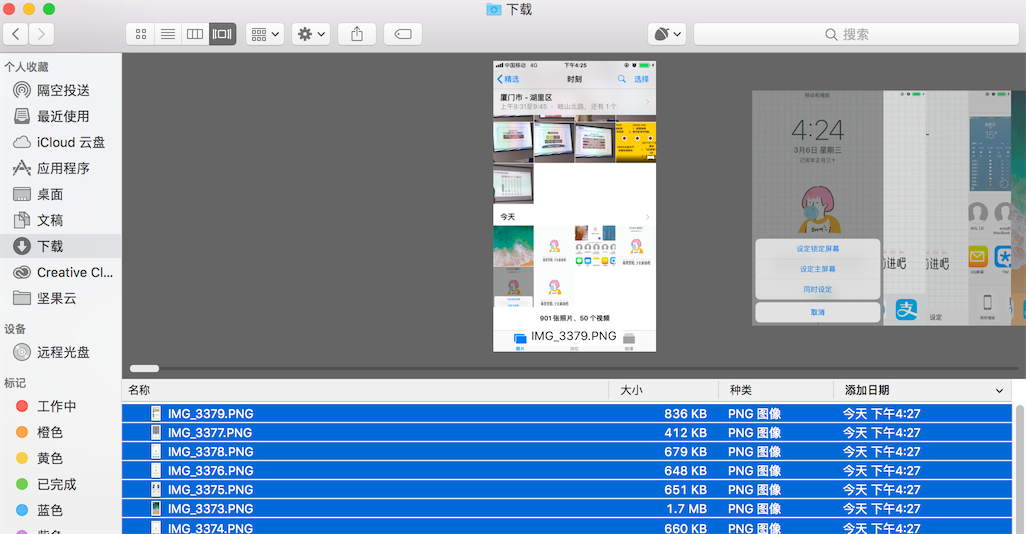 下载
搜索
个人收藏
隔空投送
最近使用
iCloud 云盘
应用程序
桌面
文稿
下载
Creative Cl...
坚果云
设备
远程光盘
标记
工作中
橙色
黄色
已完成
蓝色
紫色
中国移动 4G 下午4:25
精选 时刻 选择
厦门市 - 湖里区
上午8:31至9:45 · 岐山北路、还有 1 个
今天
901 张照片、50 个视频
IMG_3379.PNG
4:24
3月6日 星期三
设定锁定屏幕
设定主屏幕
同时设定
取消
设定
15°
名称 大小 种类 添加日期
IMG_3379.PNG 836 KB PNG 图像 今天 下午4:27
IMG_3377.PNG 412 KB PNG 图像 今天 下午4:27
IMG_3378.PNG 679 KB PNG 图像 今天 下午4:27
IMG_3376.PNG 648 KB PNG 图像 今天 下午4:27
IMG_3375.PNG 651 KB PNG 图像 今天 下午4:27
IMG_3373.PNG 1.7 MB PNG 图像 今天 下午4:27
IMG_3374.PNG 660 KB PNG 图像 今天 下午4:27